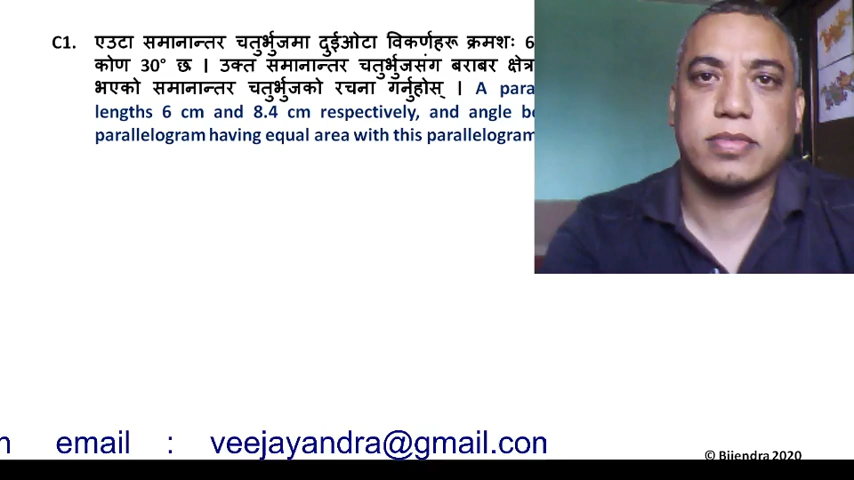 C1. एउटा समानान्तर चतुर्भुजमा दुईओटा विकर्णहरू क्रमशः 6
कोण 30° छ । उक्त समानान्तर चतुर्भुजसंग बराबर क्षेत्र
भएको समानान्तर चतुर्भुजको रचना गर्नुहोस् । A para
lengths 6 cm and 8.4 cm respectively, and angle be
parallelogram having equal area with this parallelogram
email : veejayandra@gmail.con
© Bijendra 2020